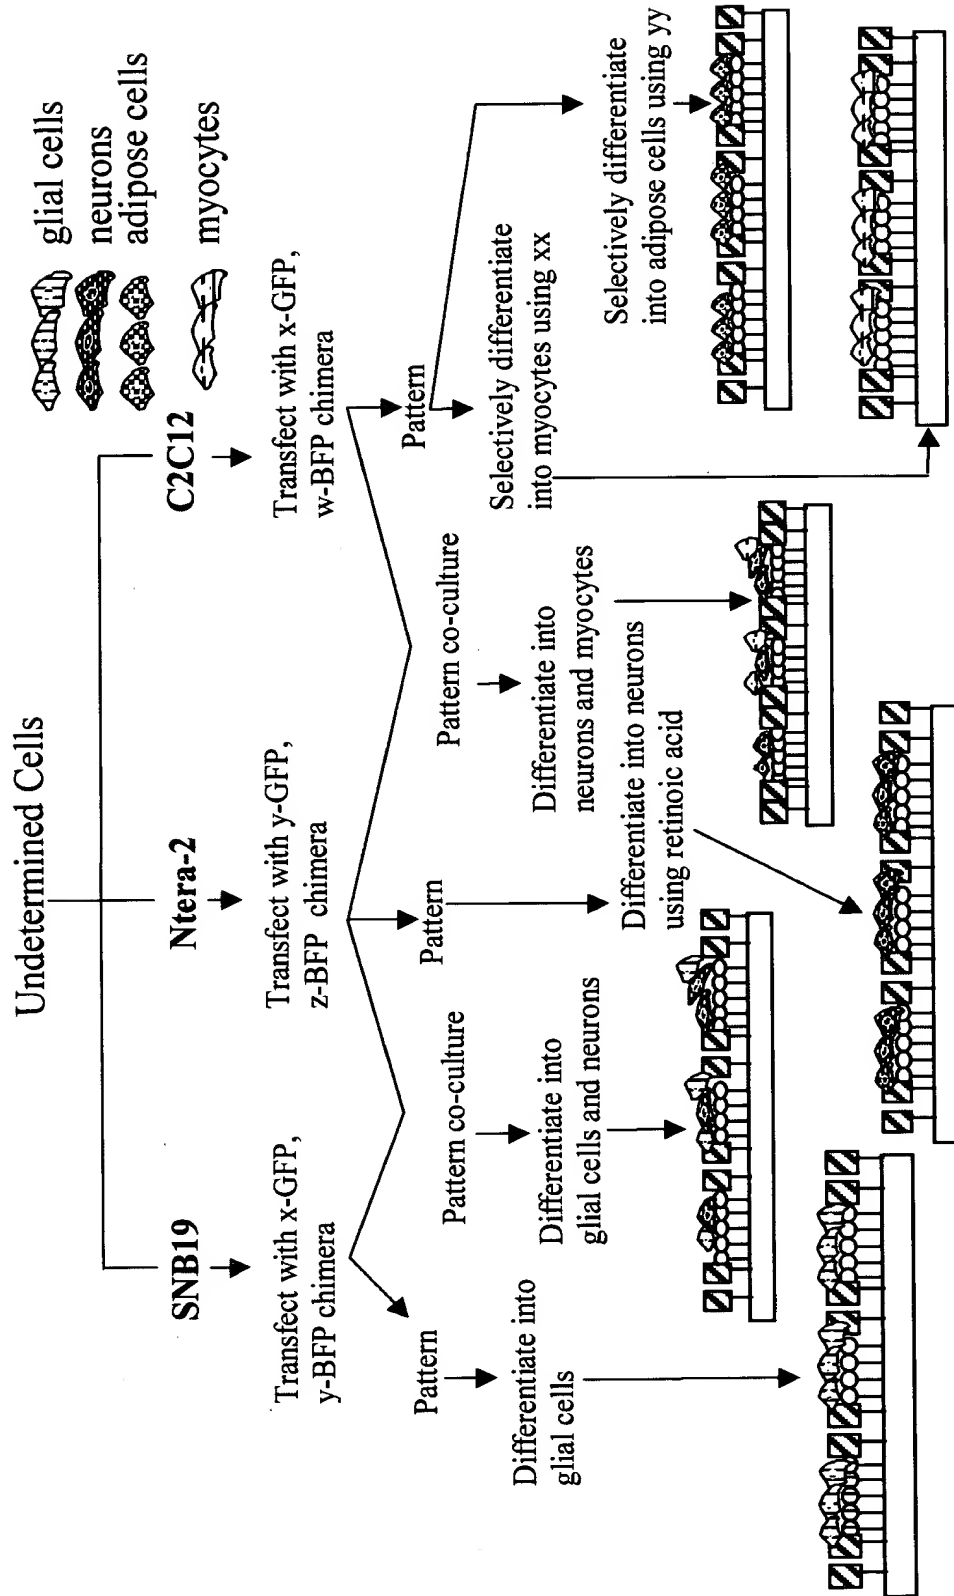 Undetermined Cells
glial cells
neurons
adipose cells
myocytes
SNB19
Ntera-2
C2C12
Transfect with x-GFP,
y-BFP chimera
Transfect with y-GFP,
z-BFP chimera
Transfect with x-GFP,
w-BFP chimera
Pattern
Pattern co-culture
Pattern
Pattern co-culture
Pattern
Differentiate into
glial cells
Differentiate into
glial cells and neurons
Differentiate into neurons
using retinoic acid
Differentiate into
neurons and myocytes
Selectively differentiate
into myocytes using xx
Selectively differentiate
into adipose cells using yy